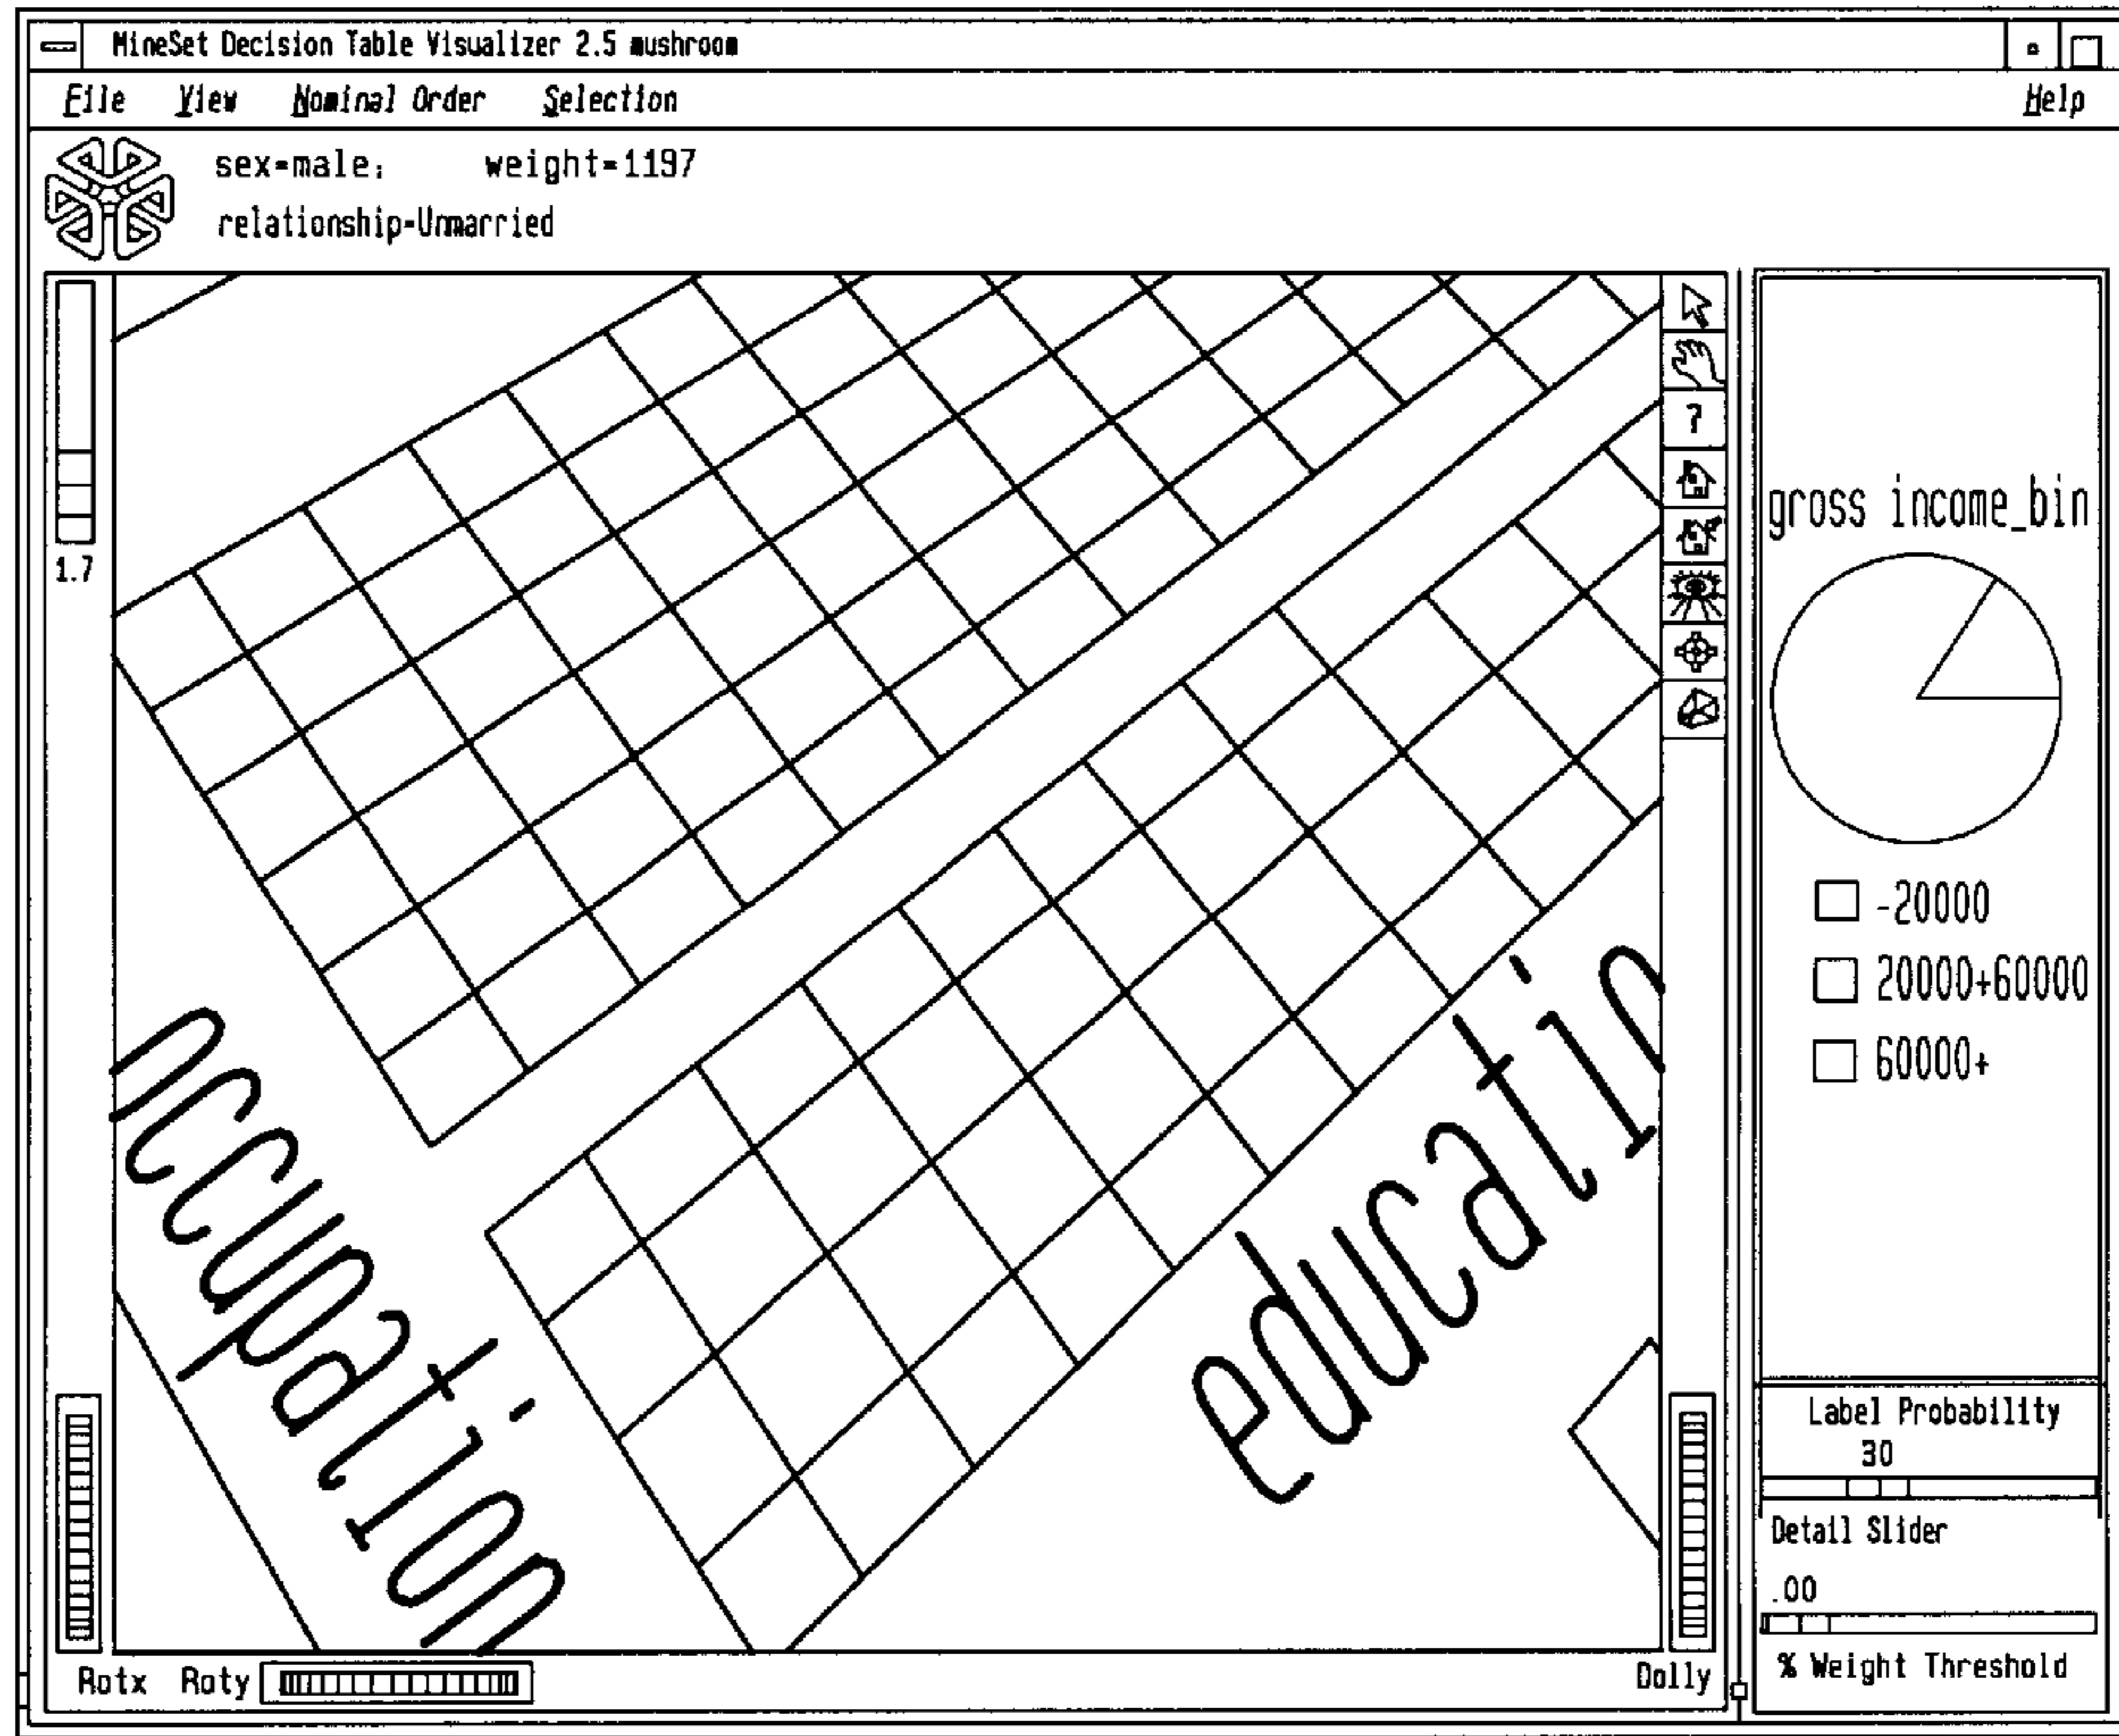 MineSet Decision Table Visualizer 2.5 mushroom
File View Nominal Order Selection Help
sex=male; weight=1197
relationship=Unmarried
1.7
?
occupation
educatio
gross income_bin
-20000
20000+60000
60000+
Label Probability
30
Detail Slider
.00
% Weight Threshold
Rotx Roty Dolly